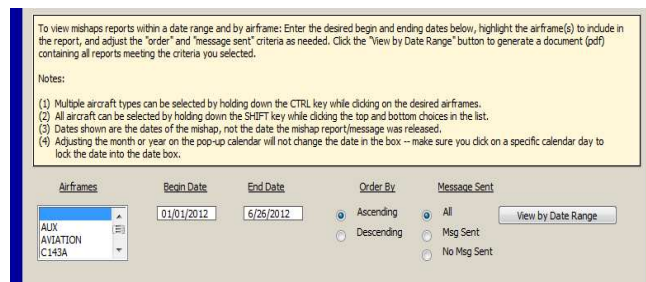 To view mishaps reports within a date range and by airframe: Enter the desired begin and ending dates below, highlight the airframe(s) to include in
the report, and adjust the "order" and "message sent" criteria as needed. Click the "View by Date Range" button to generate a document (pdf)
containing all reports meeting the criteria you selected.
Notes:
(1) Multiple aircraft types can be selected by holding down the CTRL key while clicking on the desired airframes.
(2) All aircraft can be selected by holding down the SHIFT key while clicking the top and bottom choices in the list.
(3) Dates shown are the dates of the mishap, not the date the mishap report/message was released.
(4) Adjusting the month or year on the pop-up calendar will not change the date in the box -- make sure you click on a specific calendar day to
lock the date into the date box.
Airframes Begin Date End Date Order By Message Sent
01/01/2012 6/26/2012 Ascending All View by Date Range
AUX Descending Msg Sent
AVIATION
C143A No Msg Sent